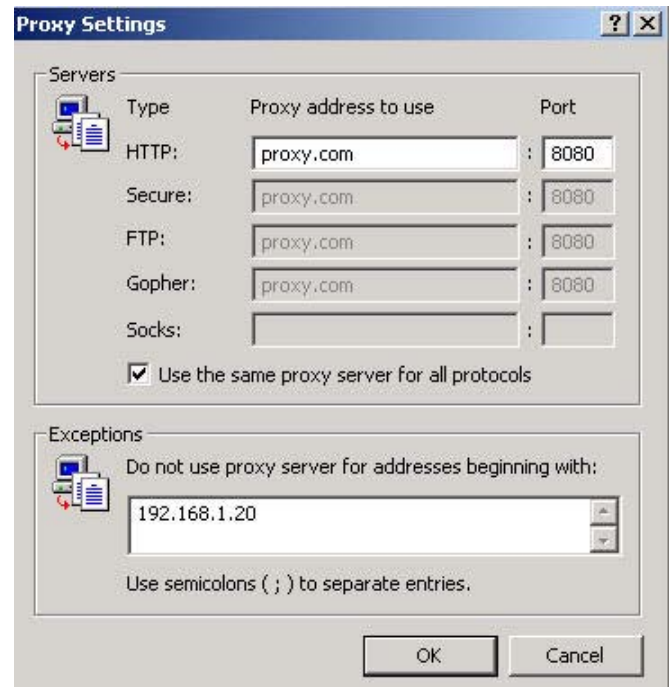 Proxy Settings
Servers
Type Proxy address to use Port
HTTP: proxy.com : 8080
Secure: proxy.com : 8080
FTP: proxy.com : 8080
Gopher: proxy.com : 8080
Socks: :
Use the same proxy server for all protocols
Exceptions
Do not use proxy server for addresses beginning with:
192.168.1.20
Use semicolons ( ; ) to separate entries.
OK Cancel